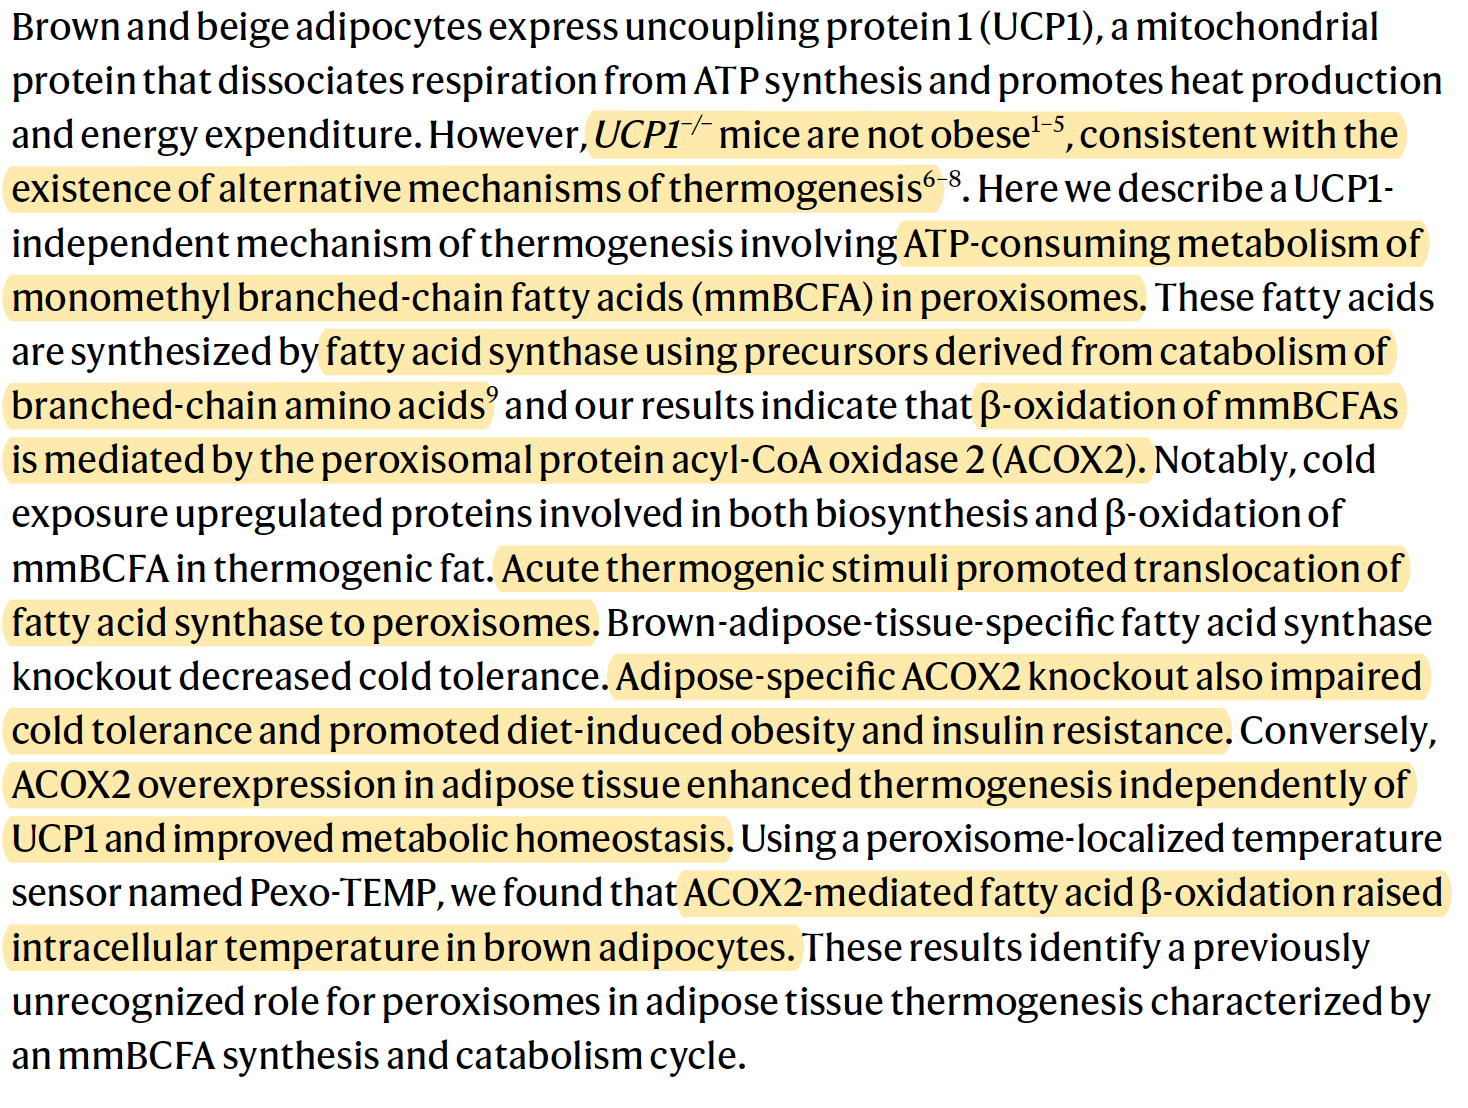 Brown and beige adipocytes express uncoupling protein 1 (UCP1), a mitochondrial
protein that dissociates respiration from ATP synthesis and promotes heat production
and energy expenditure. However, UCP1⁻/⁻ mice are not obese¹⁻⁵, consistent with the
existence of alternative mechanisms of thermogenesis⁶⁻⁸. Here we describe a UCP1-
independent mechanism of thermogenesis involving ATP-consuming metabolism of
monomethyl branched-chain fatty acids (mmBCFA) in peroxisomes. These fatty acids
are synthesized by fatty acid synthase using precursors derived from catabolism of
branched-chain amino acids⁹ and our results indicate that β-oxidation of mmBCFAs
is mediated by the peroxisomal protein acyl-CoA oxidase 2 (ACOX2). Notably, cold
exposure upregulated proteins involved in both biosynthesis and β-oxidation of
mmBCFA in thermogenic fat. Acute thermogenic stimuli promoted translocation of
fatty acid synthase to peroxisomes. Brown-adipose-tissue-specific fatty acid synthase
knockout decreased cold tolerance. Adipose-specific ACOX2 knockout also impaired
cold tolerance and promoted diet-induced obesity and insulin resistance. Conversely,
ACOX2 overexpression in adipose tissue enhanced thermogenesis independently of
UCP1 and improved metabolic homeostasis. Using a peroxisome-localized temperature
sensor named Pexo-TEMP, we found that ACOX2-mediated fatty acid β-oxidation raised
intracellular temperature in brown adipocytes. These results identify a previously
unrecognized role for peroxisomes in adipose tissue thermogenesis characterized by
an mmBCFA synthesis and catabolism cycle.